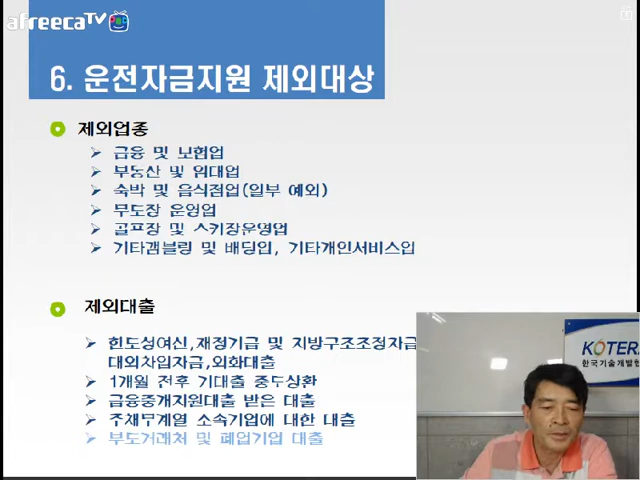 afreecaTV
6. 운전자금지원 제외대상
제외업종
금융 및 보험업
부동산 및 임대업
숙박 및 음식점업(일부 예외)
무도장 운영업
골프장 및 스키장운영업
기타갬블링 및 배팅업, 기타개인서비스업
제외대출
한도성여신,재정기금 및 지방구조조정자금
대외차입자금,외화대출
1개월 전후 기대출 중도상환
금융중개지원대출 받은 대출
주채무계열 소속기업에 대한 대출
부도거래처 및 폐업기업 대출
KOTER
한국기술개발